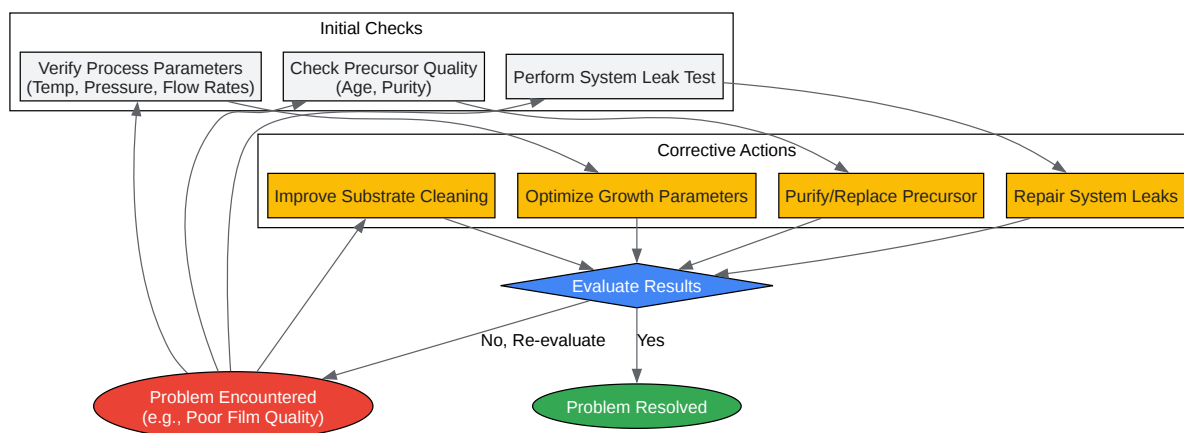 Initial Checks
Verify Process Parameters
(Temp, Pressure, Flow Rates)
Check Precursor Quality
(Age, Purity)
Perform System Leak Test
Corrective Actions
Improve Substrate Cleaning
Optimize Growth Parameters
Purify/Replace Precursor
Repair System Leaks
Evaluate Results
No, Re-evaluate
Yes
Problem Encountered
(e.g., Poor Film Quality)
Problem Resolved